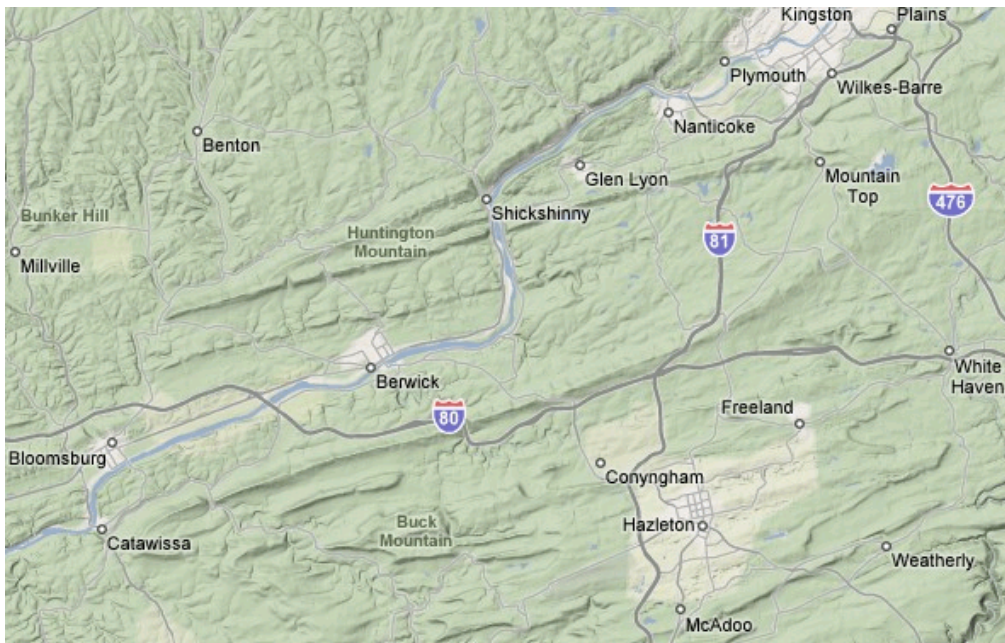 Kingston
Plains
Plymouth
Wilkes-Barre
Nanticoke
Benton
Glen Lyon
Mountain
Top
476
Shickshinny
Bunker Hill
Huntington
Mountain
81
Millville
Berwick
White
Haven
80
Freeland
Bloomsburg
Conyngham
Buck
Mountain
Hazleton
Catawissa
Weatherly
McAdoo